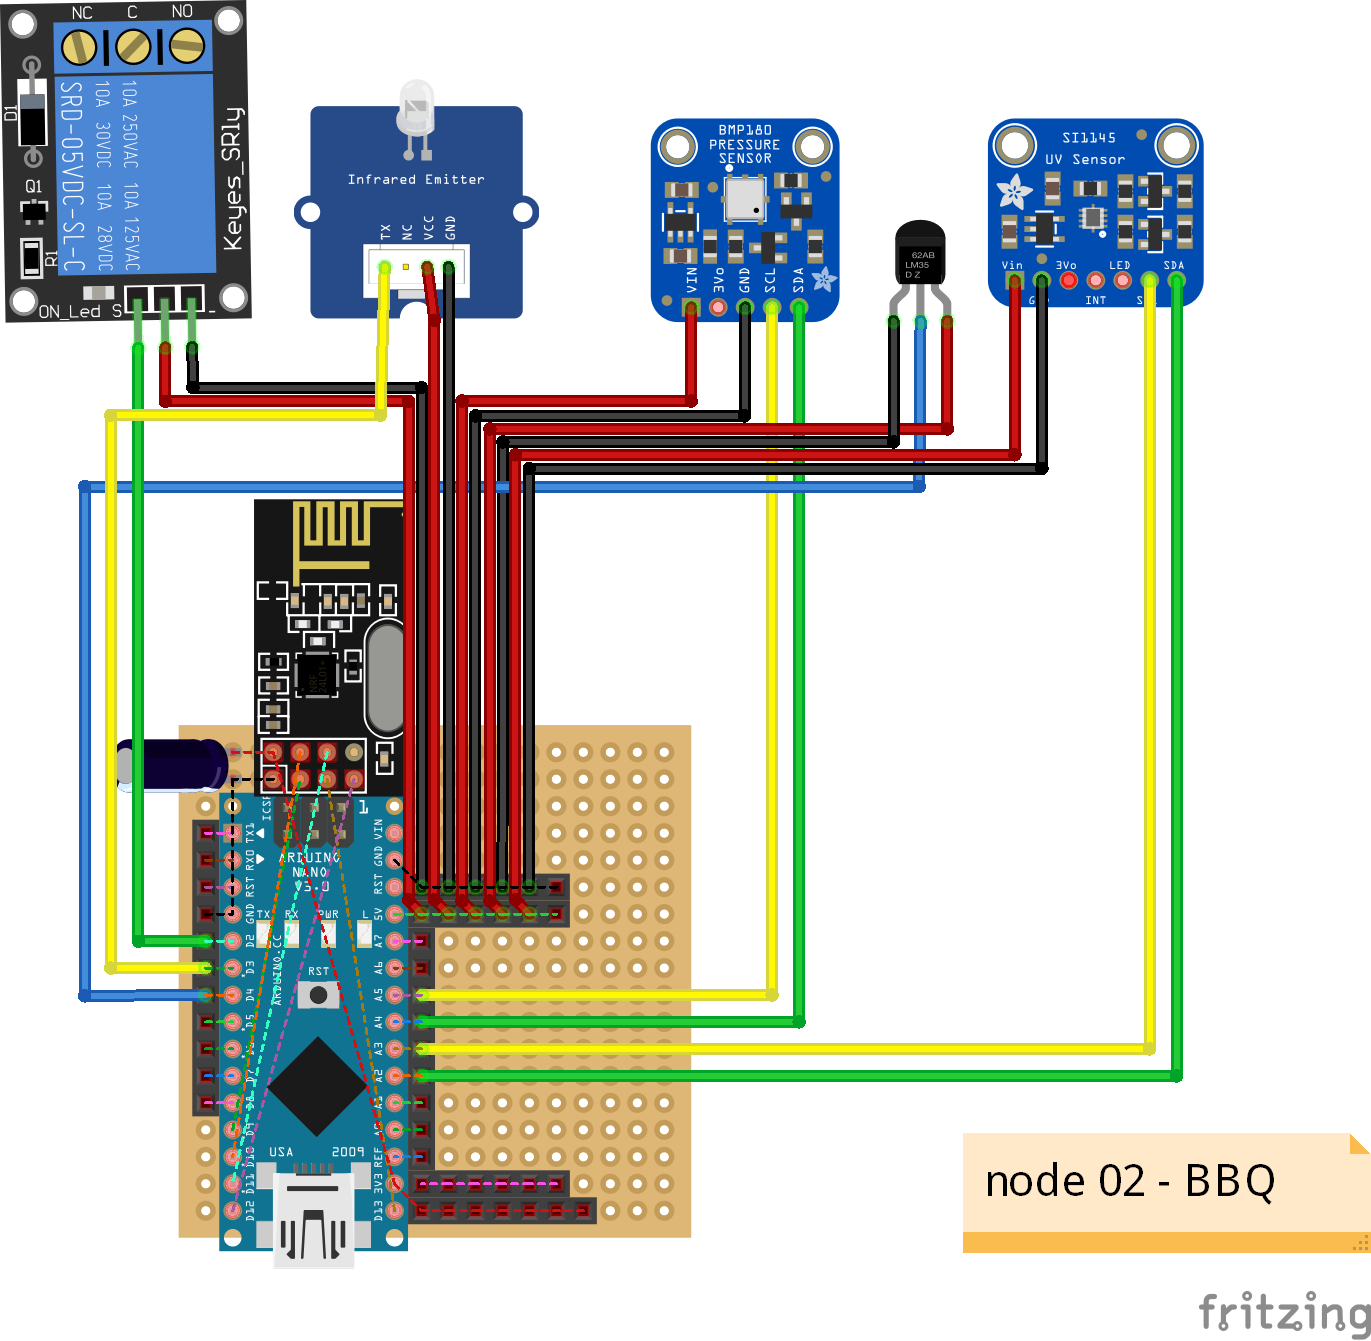 NC C NO
D1
SRD-05VDC-SL-C
10A 30VDC 10A 28VDC
10A 250VAC 10A 125VAC
Keyes_SRly
Q1
R1
ON_Led S -
Infrared Emitter
TX NC VCC GND
BMP180
PRESSURE
SENSOR
VIN 3Vo GND SCL SDA
62AB
LM35
D Z
SI1145
UV Sensor
Vin 3Vo LED SDA
G INT S
NRF
24L01+
ICSP
1
ARDUINO
NANO
V3.0
TX RX PWR L
ARDUINO.CC
RST
USA 2009
TX1
RX0
RST
GND
D2
D3
D4
D5
D7
D8
D9
D10
D11
D12
VIN
GND
RST
5V
A7
A6
A5
A4
A3
A2
A1
A0
REF
3V3
D13
node 02 - BBQ
fritzing